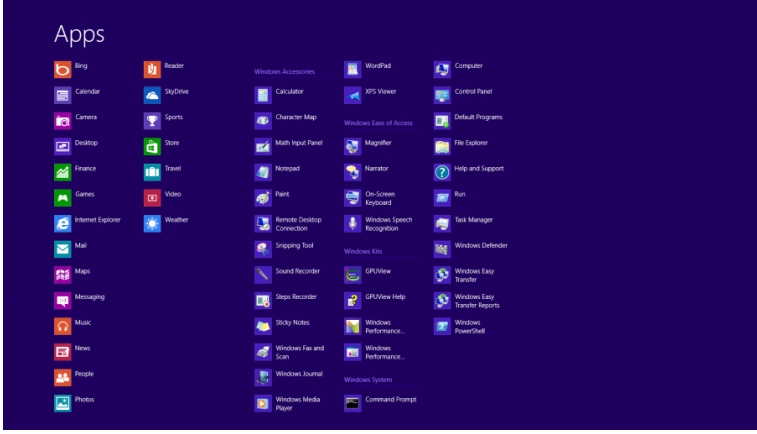 Apps
Bing
Calendar
Camera
Desktop
Finance
Games
Internet Explorer
Mail
Maps
Messaging
Music
News
People
Photos
Reader
SkyDrive
Sports
Store
Travel
Video
Weather
Windows Accessories
Calculator
Character Map
Math Input Panel
Notepad
Paint
Remote Desktop
Connection
Snipping Tool
Sound Recorder
Steps Recorder
Sticky Notes
Windows Fax and
Scan
Windows Journal
Windows Media
Player
WordPad
XPS Viewer
Windows Ease of Access
Magnifier
Narrator
On-Screen
Keyboard
Windows Speech
Recognition
Windows Kits
GPUView
GPUView Help
Windows
Performance...
Windows
Performance...
Windows System
Command Prompt
Computer
Control Panel
Default Programs
File Explorer
Help and Support
Run
Task Manager
Windows Defender
Windows Easy
Transfer
Windows Easy
Transfer Reports
Windows
PowerShell